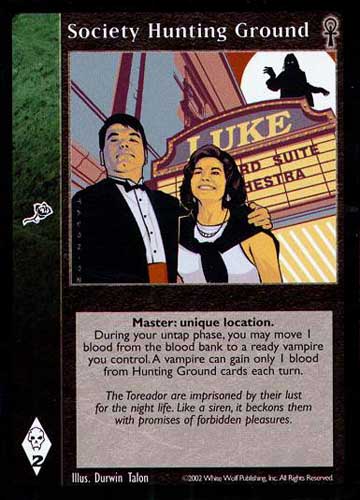 Society Hunting Ground
LUKE
RD SUITE
HESTRA
Master: unique location.
During your untap phase, you may move 1
blood from the blood bank to a ready vampire
you control. A vampire can gain only 1 blood
from Hunting Ground cards each turn.
The Toreador are imprisoned by their lust
for the night life. Like a siren, it beckons them
with promises of forbidden pleasures.
2
Illus. Durwin Talon
©2002 White Wolf Publishing, Inc. All Rights Reserved.